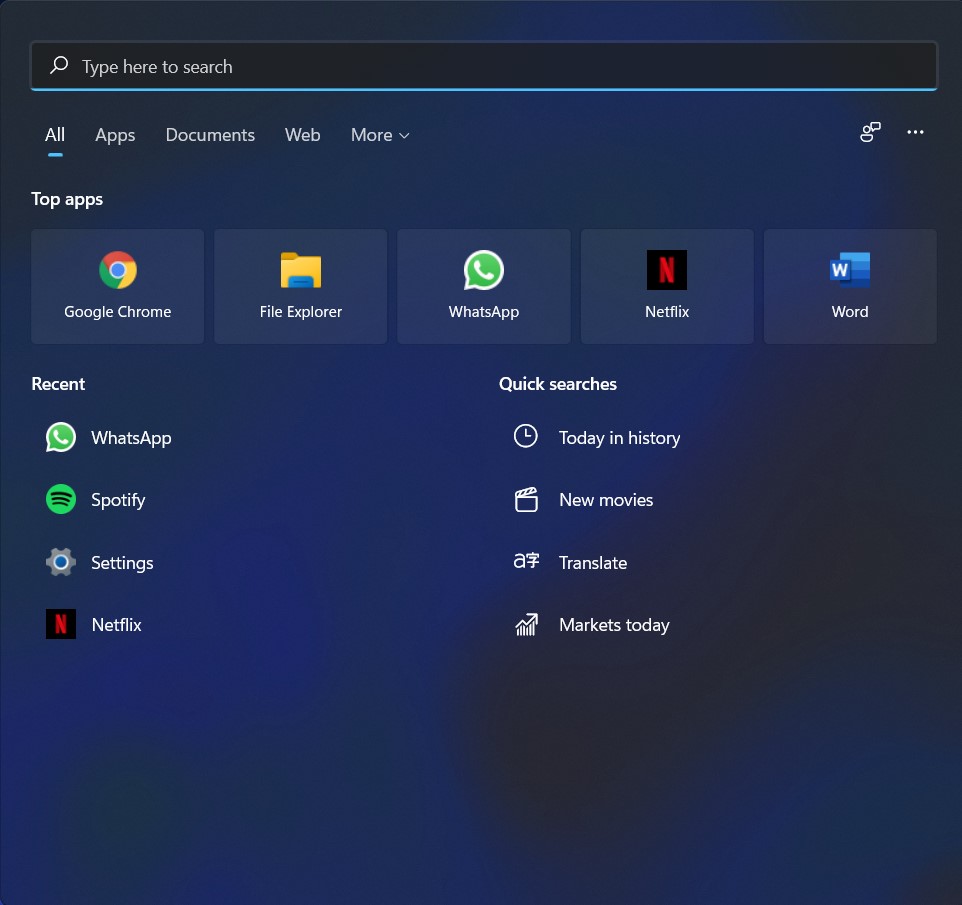 Type here to search
All Apps Documents Web More
Top apps
Google Chrome File Explorer WhatsApp Netflix Word
Recent Quick searches
WhatsApp Today in history
Spotify New movies
Settings Translate
Netflix Markets today